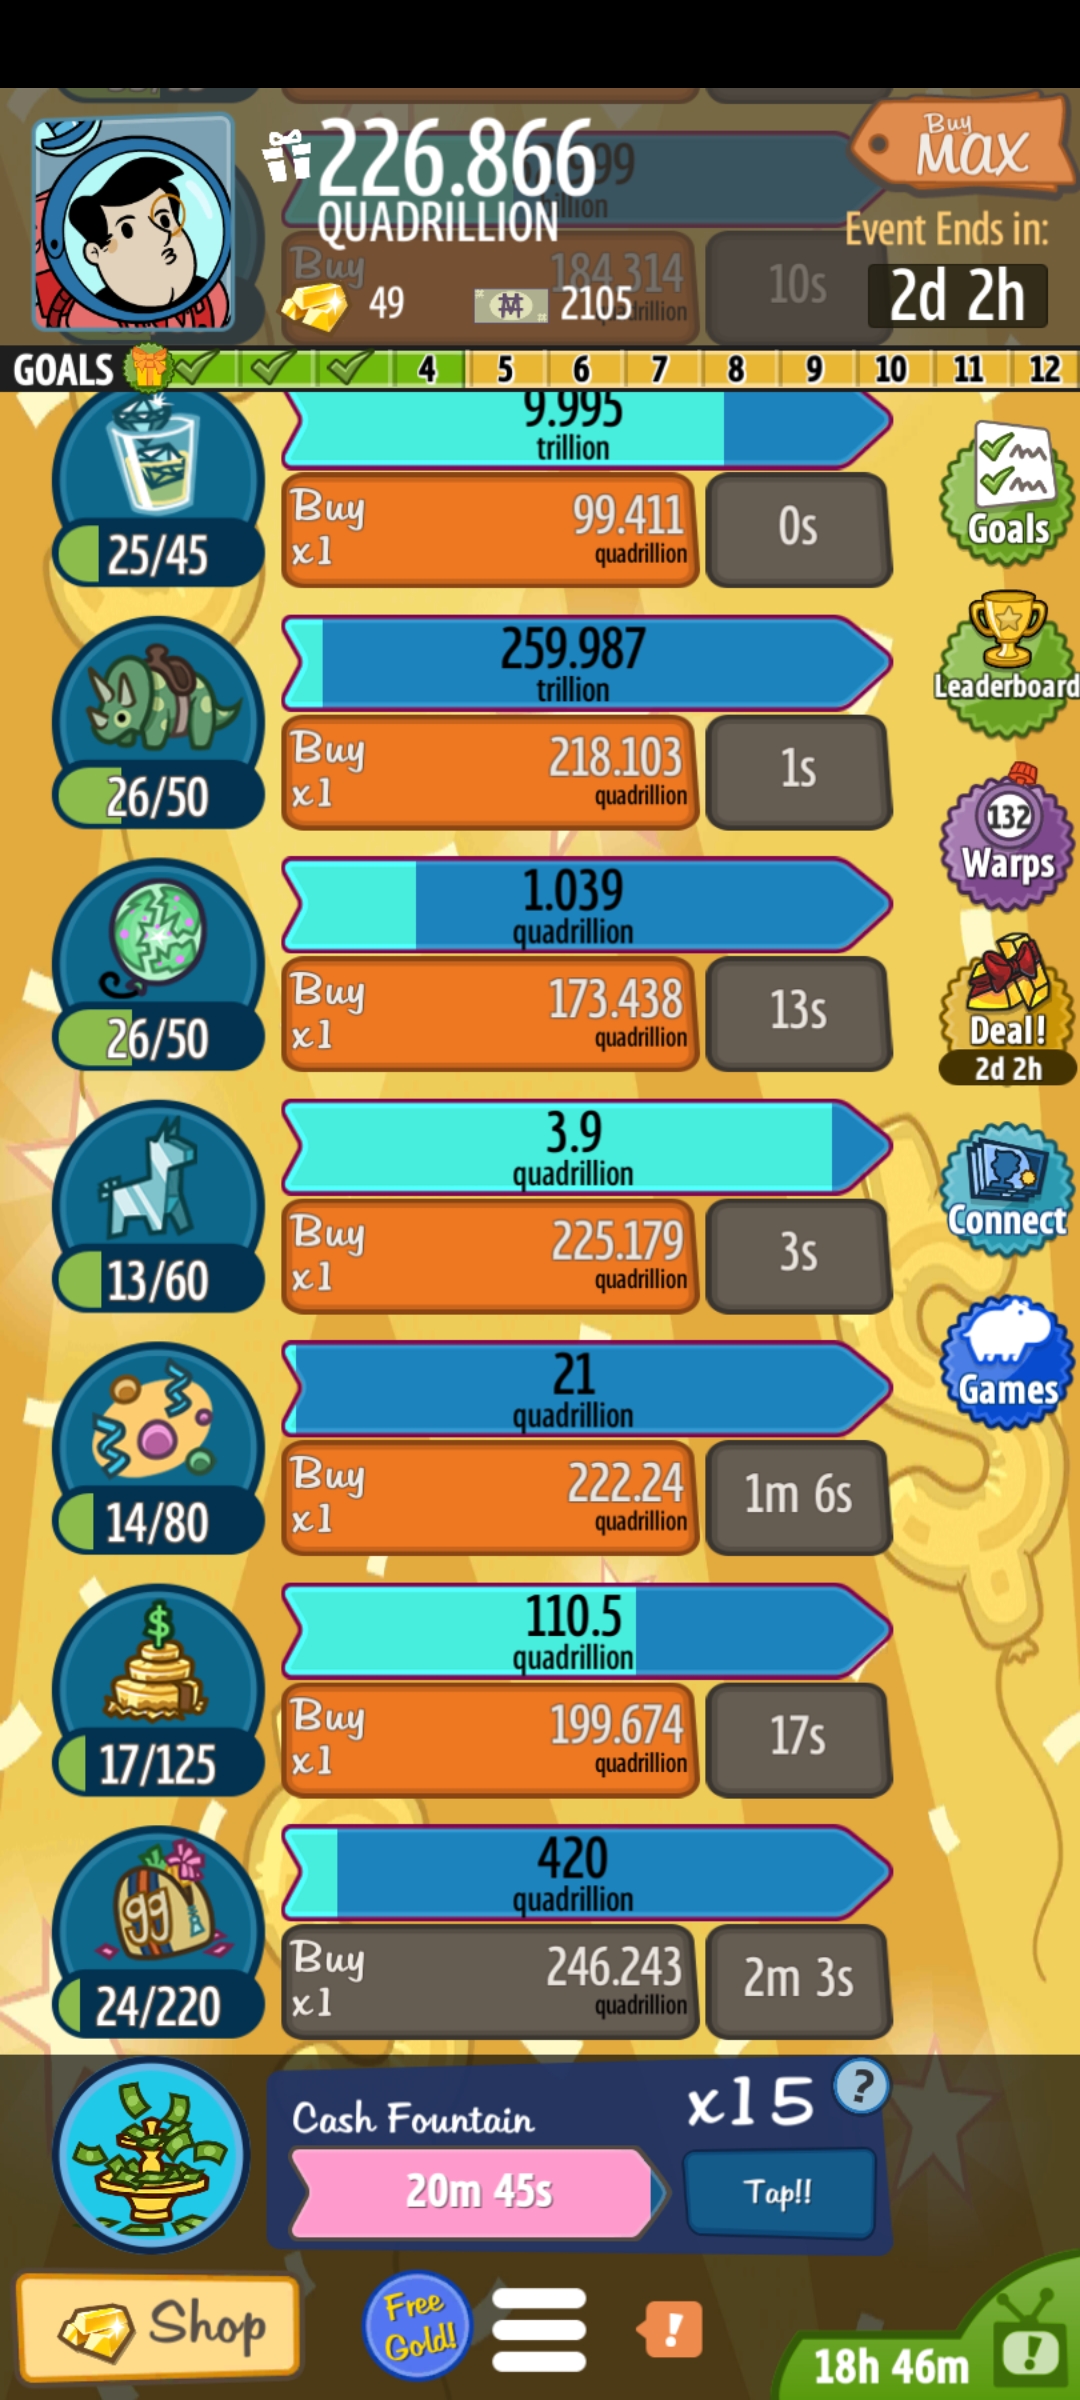 226.866
QUADRILLION
Buy
MAX
Event Ends in:
2d 2h
Buy
184.314
10s
49
2105
GOALS
4
5
6
7
8
9
10
11
12
9.995
trillion
Buy
x1
99.411
quadrillion
0s
25/45
Goals
259.987
trillion
Buy
x1
218.103
quadrillion
1s
26/50
Leaderboard
1.039
quadrillion
Buy
x1
173.438
quadrillion
13s
26/50
132
Warps
Deal!
2d 2h
3.9
quadrillion
Buy
x1
225.179
quadrillion
3s
13/60
Connect
21
quadrillion
Buy
x1
222.24
quadrillion
1m 6s
14/80
Games
$
110.5
quadrillion
Buy
x1
199.674
quadrillion
17s
17/125
99
420
quadrillion
Buy
x1
246.243
quadrillion
2m 3s
24/220
Cash Fountain
x15
?
20m 45s
Tap!!
Shop
Free
Gold!
!
18h 46m
!